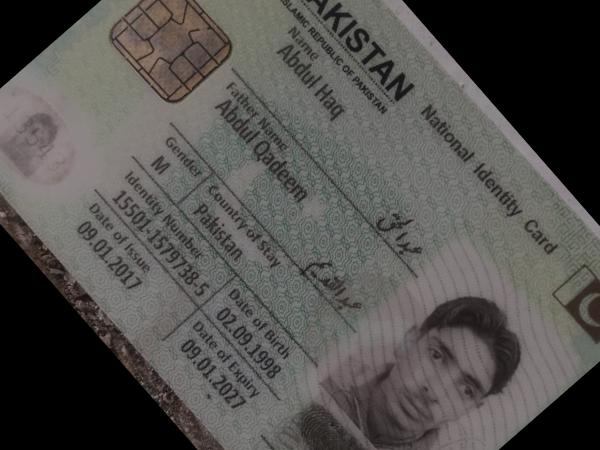 PAKISTAN
National Identity Card
ISLAMIC REPUBLIC OF PAKISTAN
Name
Abdul Haq
عبدالحق
Father Name
Abdul Qadeem
عبدالقدیم
Gender
Country of Stay
M
Pakistan
Identity Number
Date of Birth
15501-1579738-5
02.09.1998
Date of Issue
Date of Expiry
09.01.2017
09.01.2027